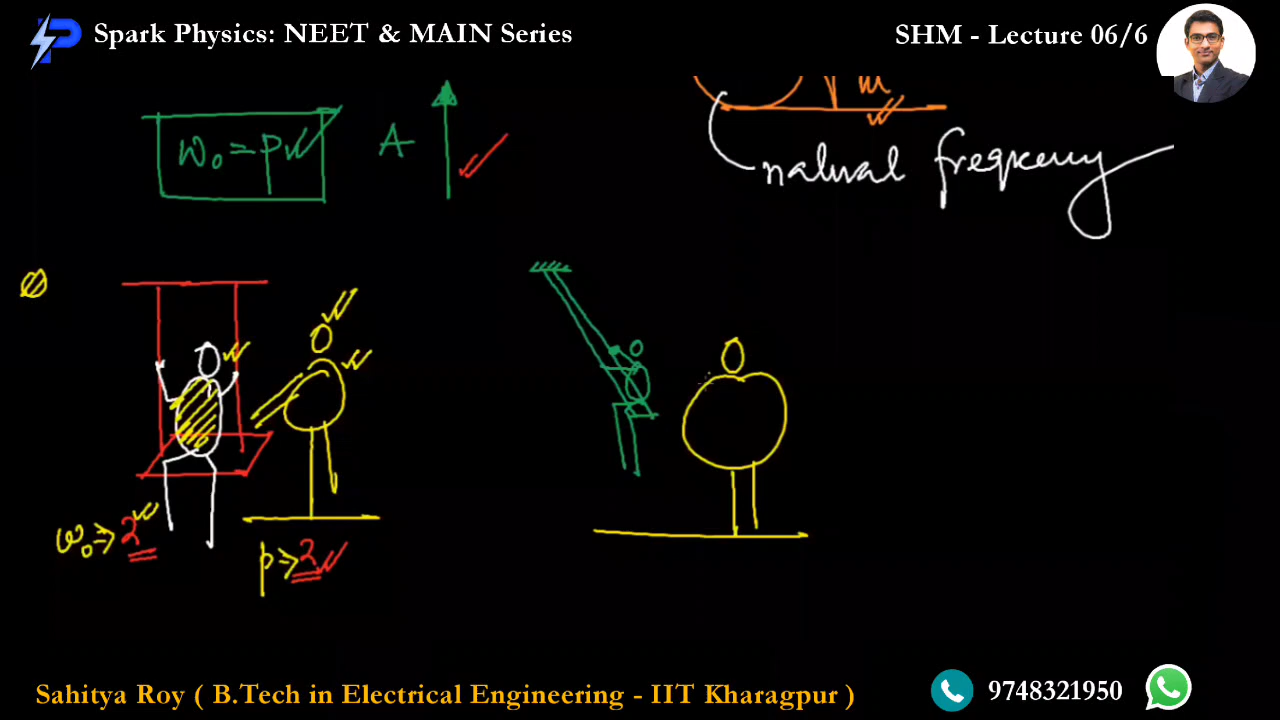 Spark Physics: NEET & MAIN Series
SHM - Lecture 06/6
m
ω₀ = p
A
natural frequency
ω₀ ⇒ 2
p ⇒ 2
Sahitya Roy ( B.Tech in Electrical Engineering - IIT Kharagpur )
9748321950